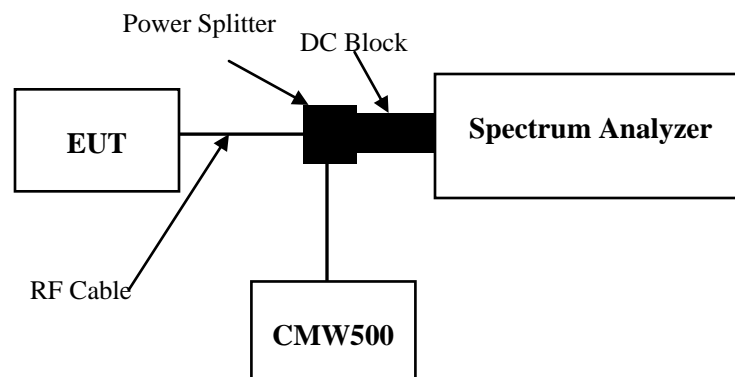 Power Splitter
DC Block
EUT
Spectrum Analyzer
RF Cable
CMW500